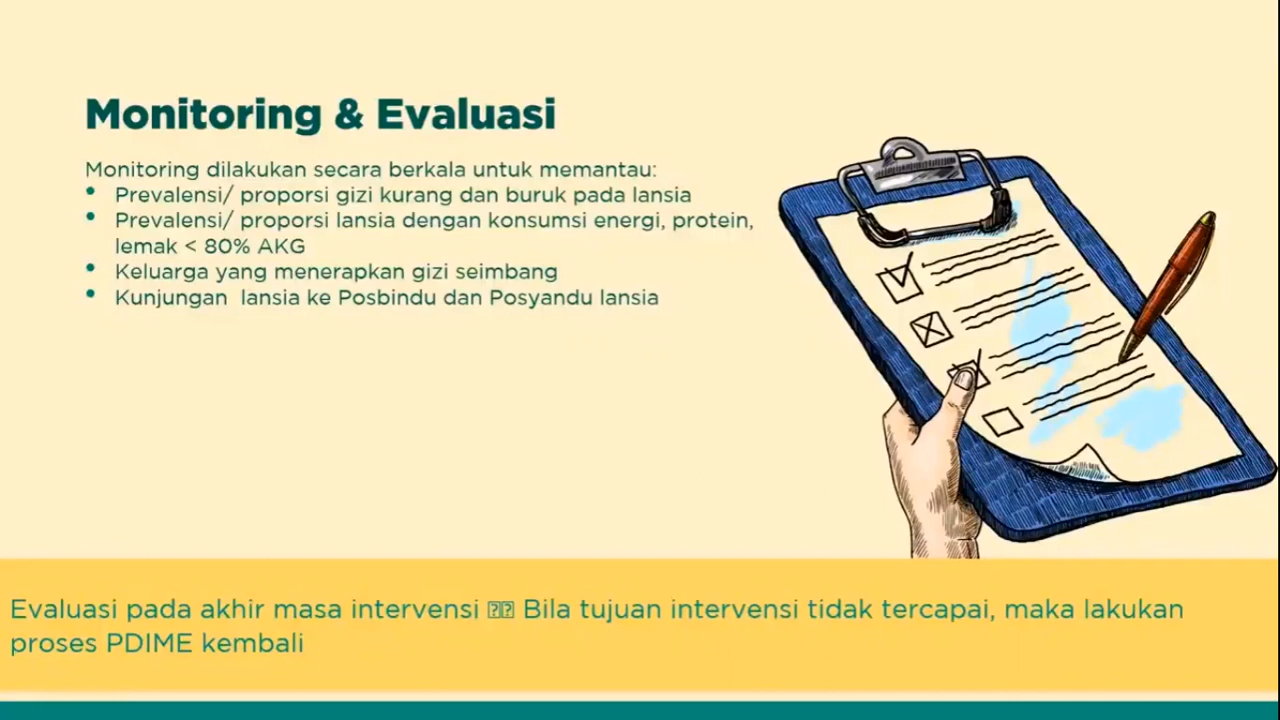 Monitoring & Evaluasi
Monitoring dilakukan secara berkala untuk memantau:
• Prevalensi/ proporsi gizi kurang dan buruk pada lansia
• Prevalensi/ proporsi lansia dengan konsumsi energi, protein,
lemak < 80% AKG
• Keluarga yang menerapkan gizi seimbang
• Kunjungan  lansia ke Posbindu dan Posyandu lansia
Evaluasi pada akhir masa intervensi ⍰⍰ Bila tujuan intervensi tidak tercapai, maka lakukan
proses PDIME kembali